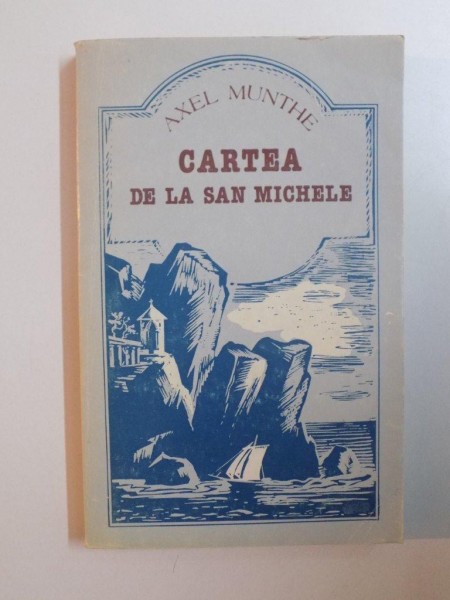 AXEL MUNTHE
CARTEA
DE LA SAN MICHELE